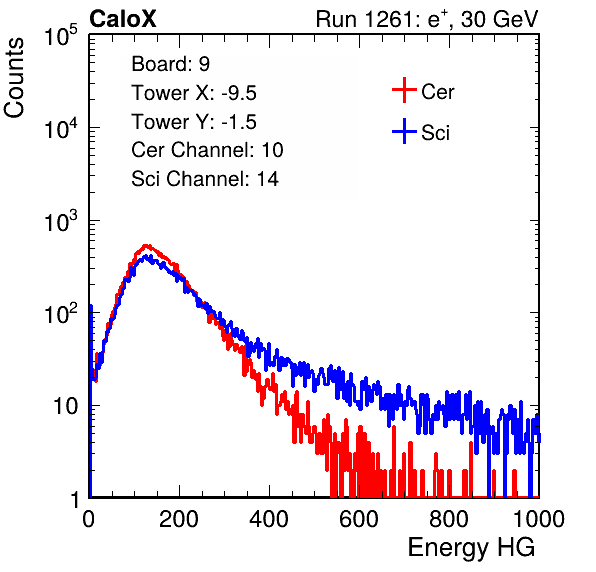 CaloX Run 1261: e+, 30 GeV
Counts
Board: 9
Tower X: -9.5
Tower Y: -1.5
Cer Channel: 10
Sci Channel: 14
Cer
Sci
10^5
10^4
10^3
10^2
10
1
0 200 400 600 800 1000
Energy HG